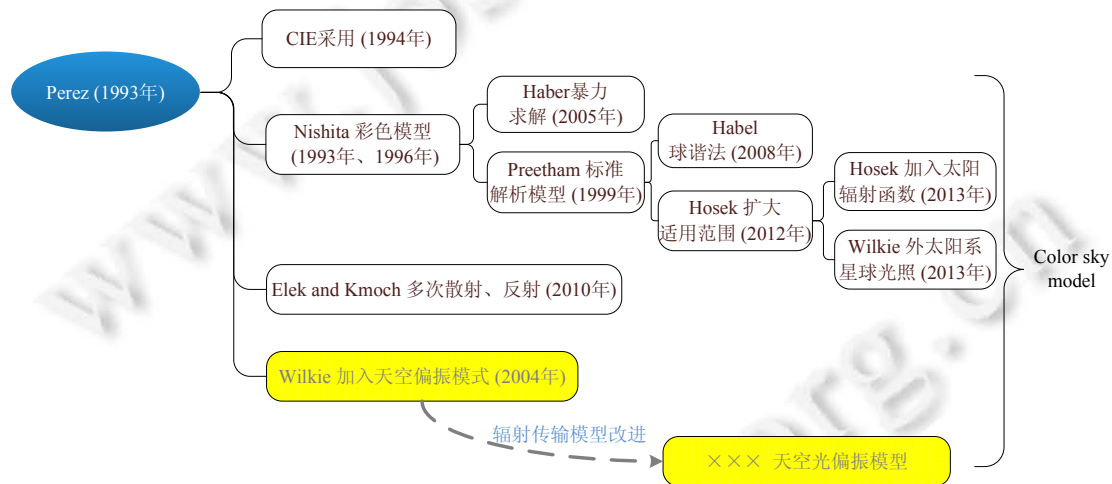 Perez (1993年)
CIE采用 (1994年)
Nishita 彩色模型
(1993年、1996年)
Haber暴力
求解 (2005年)
Preetham 标准
解析模型 (1999年)
Habel
球谐法 (2008年)
Hosek 扩大
适用范围 (2012年)
Hosek 加入太阳
辐射函数 (2013年)
Wilkie 外太阳系
星球光照 (2013年)
Color sky
model
Elek and Kmoch 多次散射、反射 (2010年)
Wilkie 加入天空偏振模式 (2004年)
辐射传输模型改进
××× 天空光偏振模型